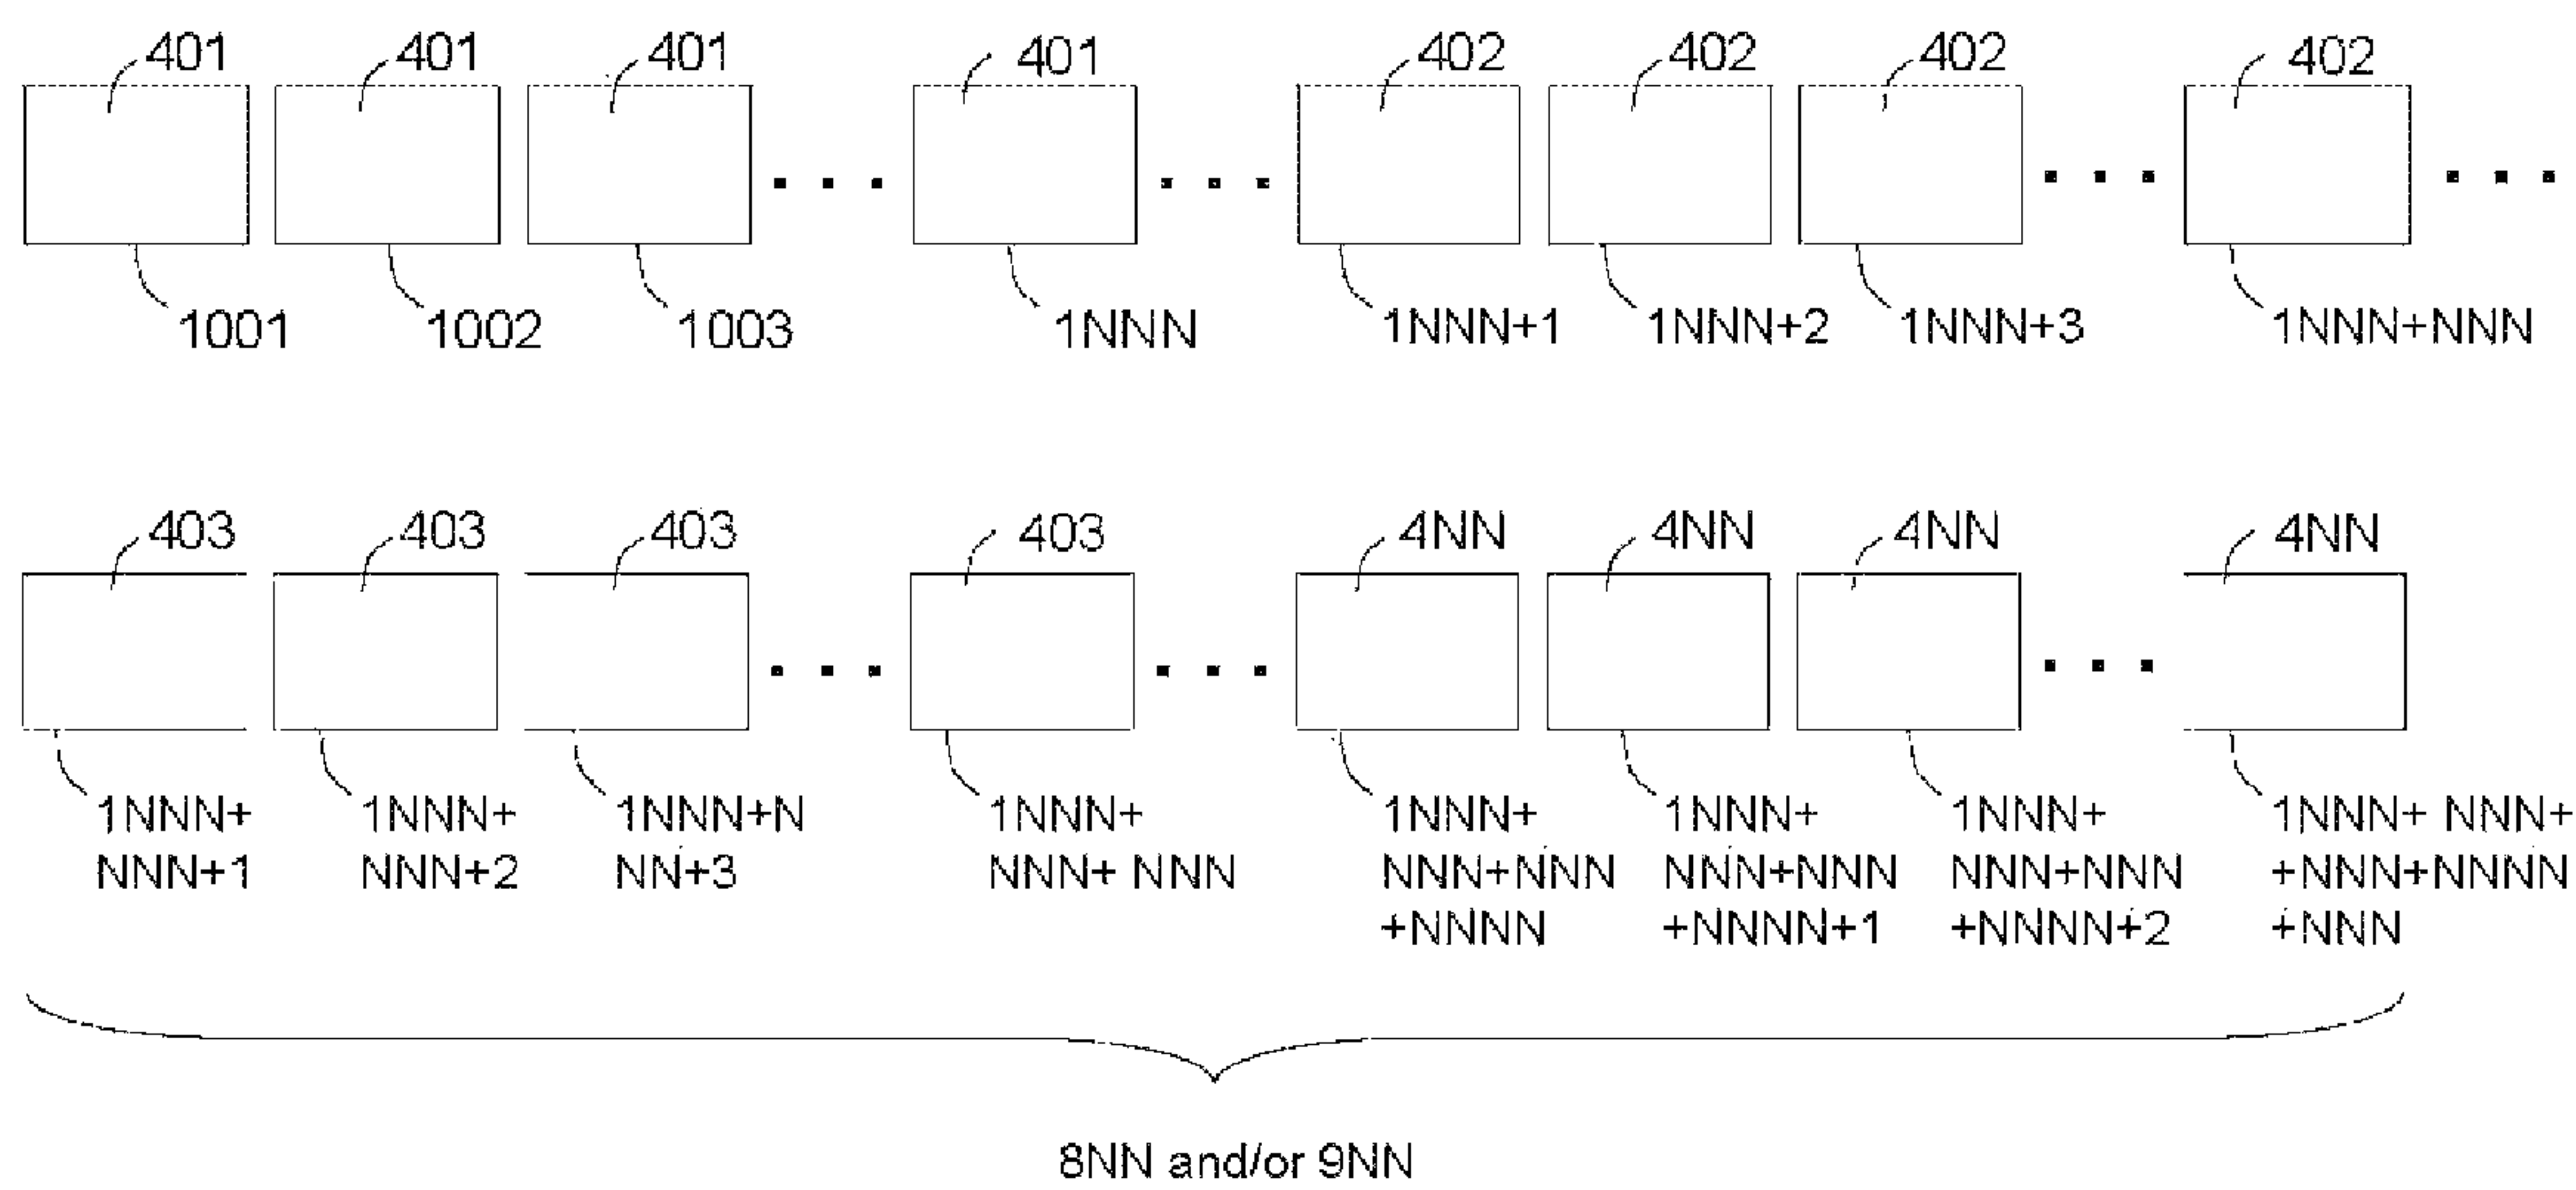 401 401 401 401 402 402 402 402
1001 1002 1003 1NNN 1NNN+1 1NNN+2 1NNN+3 1NNN+NNN
403 403 403 403 4NN 4NN 4NN 4NN
1NNN+ 1NNN+ 1NNN+N 1NNN+ 1NNN+ 1NNN+ 1NNN+ 1NNN+ NNN+
NNN+1 NNN+2 NN+3 NNN+ NNN NNN+NNN NNN+NNN NNN+NNN +NNN+NNNN
+NNNN +NNNN+1 +NNNN+2 +NNN
8NN and/or 9NN